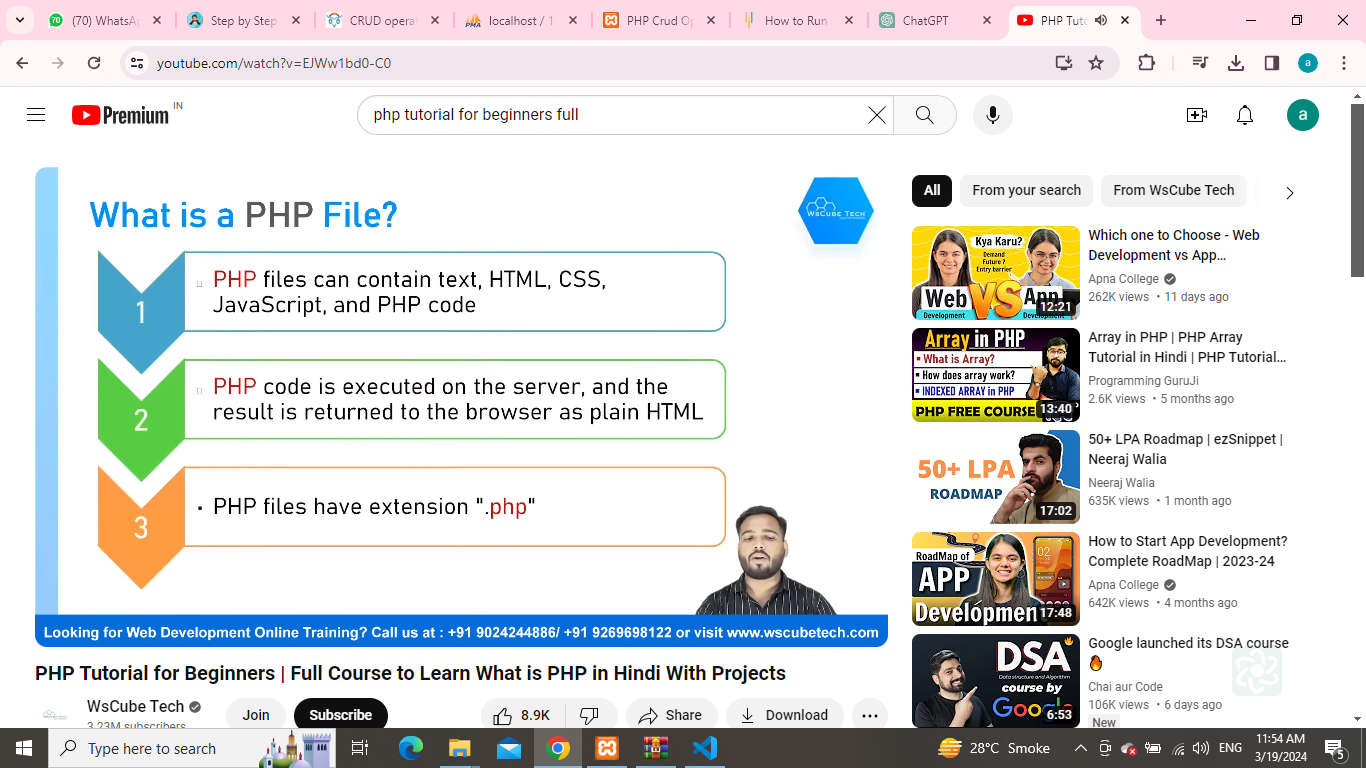 (70) WhatsA
Step by Step
CRUD operat
localhost / 12
PHP Crud Op
How to Run
ChatGPT
PHP Tuto
youtube.com/watch?v=EJWw1bd0-C0
a
Premium IN
php tutorial for beginners full
a
What is a PHP File?
WsCube Tech
1
PHP files can contain text, HTML, CSS,
JavaScript, and PHP code
2
PHP code is executed on the server, and the
result is returned to the browser as plain HTML
3
▪ PHP files have extension ".php"
Looking for Web Development Online Training? Call us at : +91 9024244886/ +91 9269698122 or visit www.wscubetech.com
PHP Tutorial for Beginners | Full Course to Learn What is PHP in Hindi With Projects
WsCube Tech
3.23M subscribers
Join
Subscribe
8.9K
Share
Download
All
From your search
From WsCube Tech
Kya Karu?
Demand
Future ?
Entry barrier
Web VS App
Development Development
12:21
Which one to Choose - Web
Development vs App...
Apna College
262K views • 11 days ago
Array in PHP
▪ What is Array?
▪ How does array work?
▪ INDEXED ARRAY in PHP
PHP FREE COURSE
13:40
Array in PHP | PHP Array
Tutorial in Hindi | PHP Tutorial...
Programming GuruJi
2.6K views • 5 months ago
50+ LPA
ROADMAP
17:02
50+ LPA Roadmap | ezSnippet |
Neeraj Walia
Neeraj Walia
635K views • 1 month ago
RoadMap of
APP
Development
17:48
How to Start App Development?
Complete RoadMap | 2023-24
Apna College
642K views • 4 months ago
DSA
Data structure and Algorithm
course by
Google
6:53
Google launched its DSA course
🔥
Chai aur Code
106K views • 6 days ago
New
Type here to search
28°C Smoke
ENG
11:54 AM
3/19/2024
5